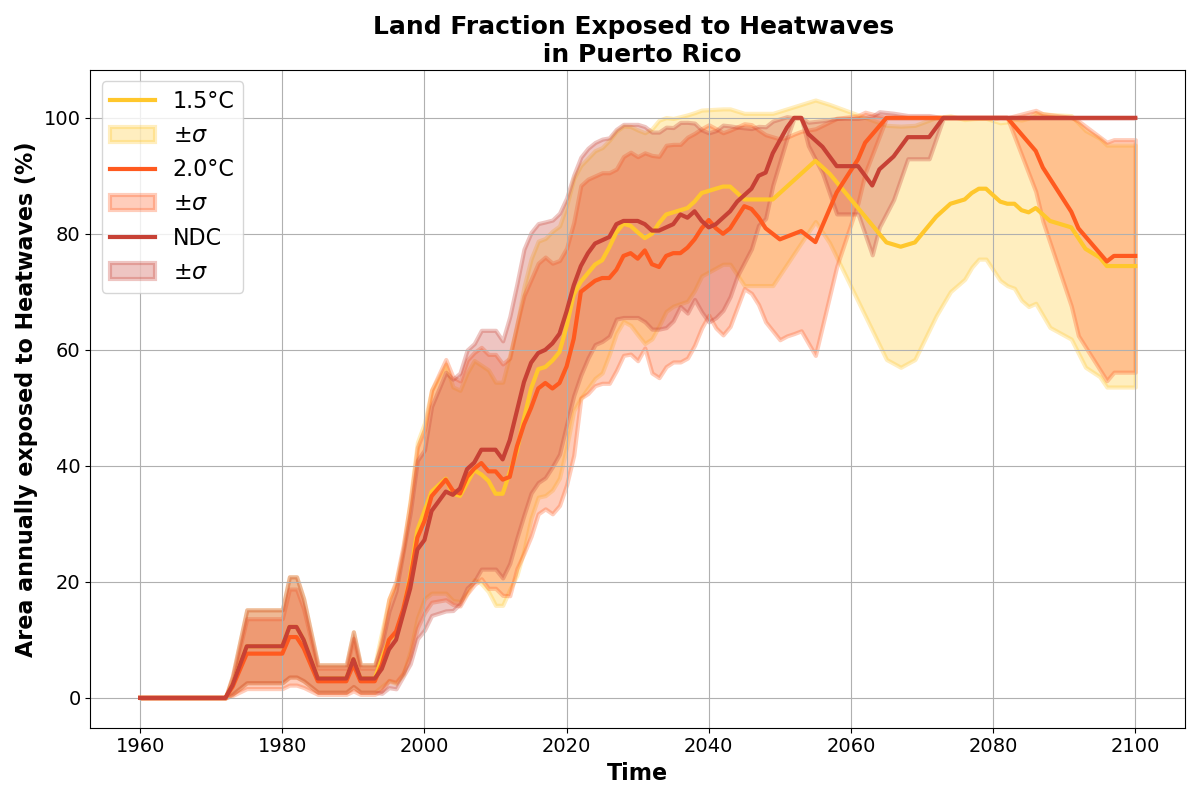 Land Fraction Exposed to Heatwaves
in Puerto Rico
Area annually exposed to Heatwaves (%)
100
80
60
40
20
0
1.5°C
±σ
2.0°C
±σ
NDC
±σ
1960 1980 2000 2020 2040 2060 2080 2100
Time